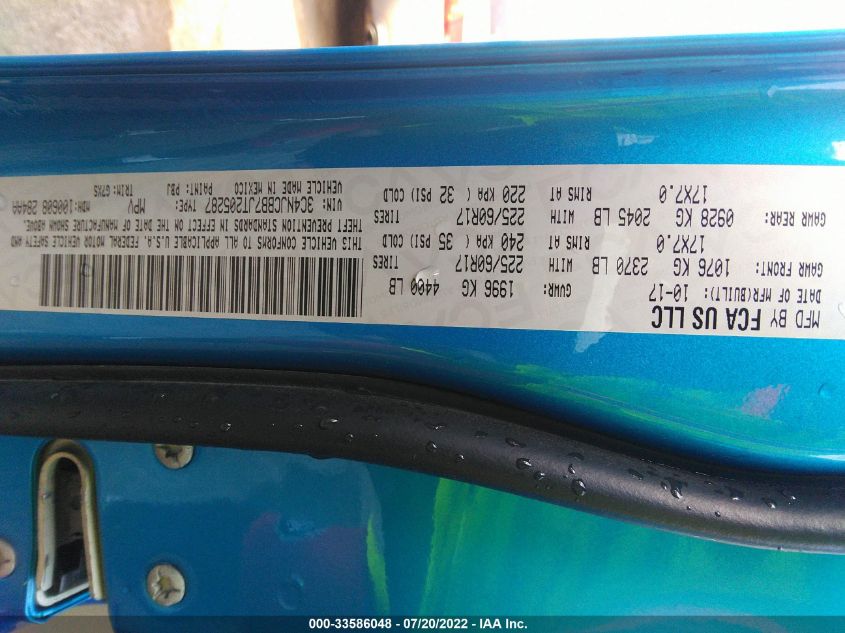 MFD BY FCA US LLC
DATE OF MFR(BUILT): 10-17 GVWR: 1996 KG 4400 LB
GAWR FRONT: 1076 KG 2370 LB WITH TIRES 225/60R17
17X7.0 RIMS AT 240 KPA( 35 PSI) COLD
GAWR REAR: 0928 KG 2045 LB WITH TIRES 225/60R17
17X7.0 RIMS AT 220 KPA( 32 PSI) COLD
THIS VEHICLE CONFORMS TO ALL APPLICABLE U.S.A. FEDERAL MOTOR VEHICLE SAFETY AND
THEFT PREVENTION STANDARDS IN EFFECT ON THE DATE OF MANUFACTURE SHOWN ABOVE.
VIN: 3C4NJCBB7JT205287 TYPE: MPV MDH:100608 284AA
VEHICLE MADE IN MEXICO PAINT: PBJ TRIM: G7XS
000-33586048 - 07/20/2022 - IAA Inc.